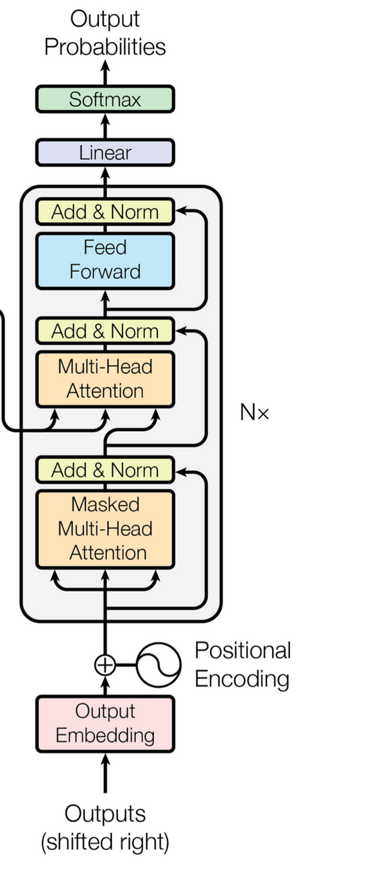 Output
Probabilities
Softmax
Linear
Add & Norm
Feed
Forward
Add & Norm
Multi-Head
Attention
N×
Add & Norm
Masked
Multi-Head
Attention
Positional
Encoding
Output
Embedding
Outputs
(shifted right)